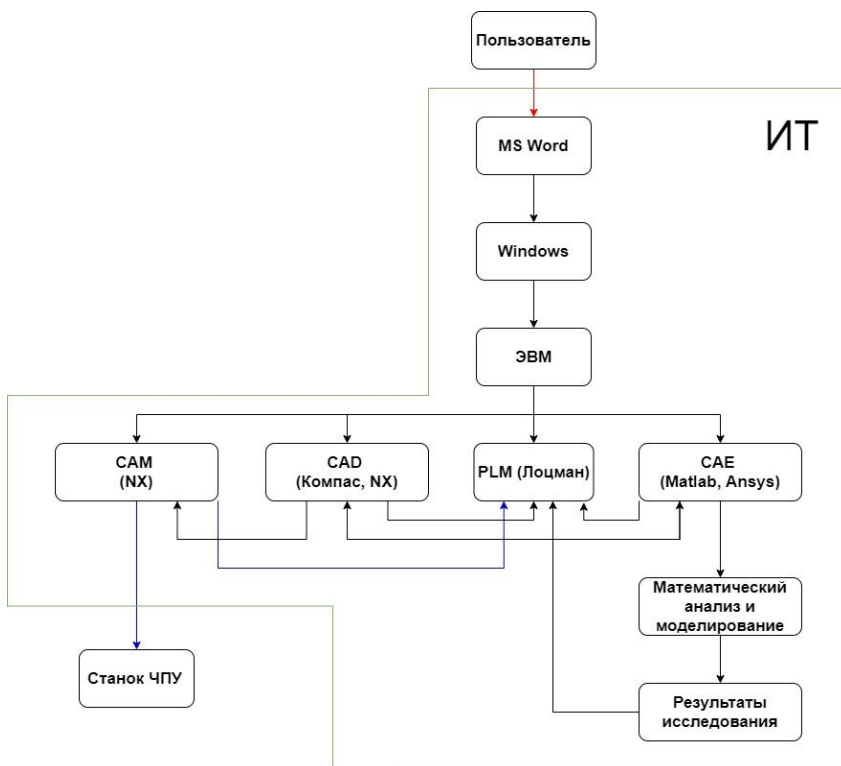 Пользователь
ИТ
MS Word
Windows
ЭВМ
CAM
(NX)
CAD
(Компас, NX)
PLM (Лоцман)
CAE
(Matlab, Ansys)
Математический
анализ и
моделирование
Станок ЧПУ
Результаты
исследования